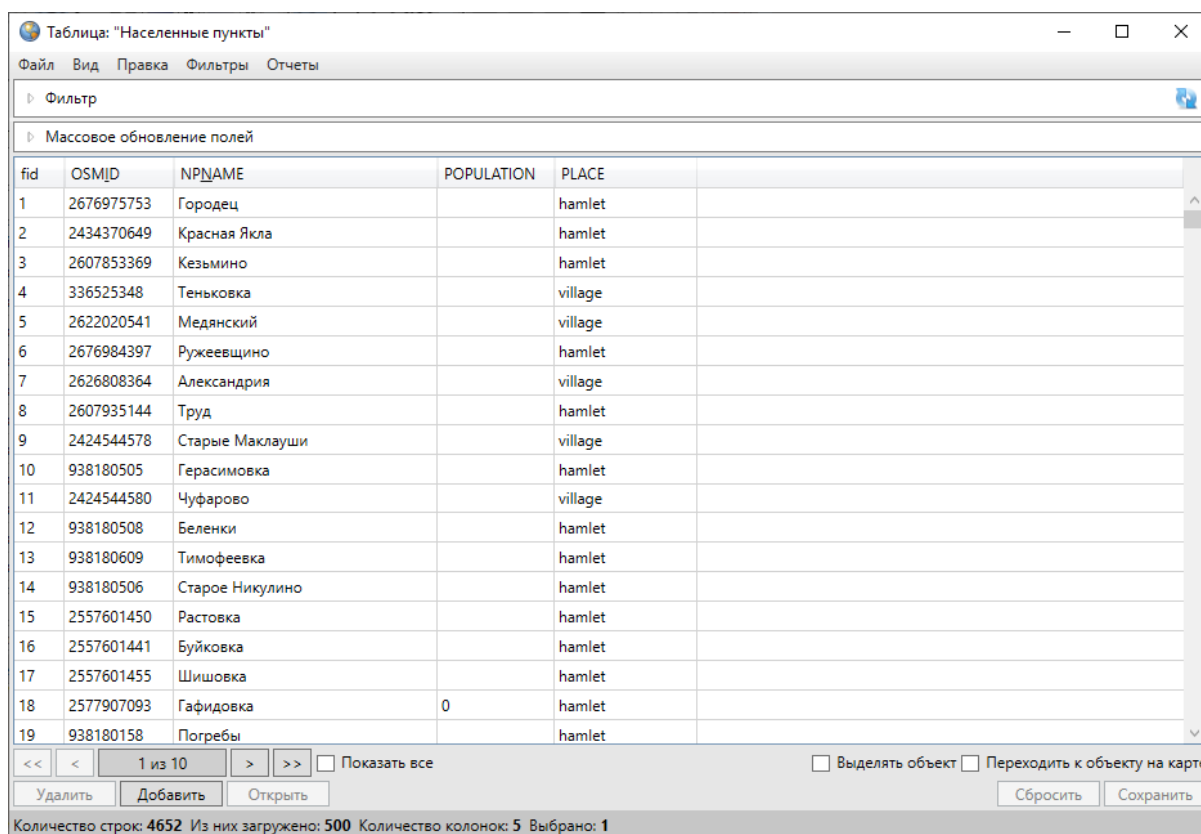 Таблица: "Населенные пункты"
Файл Вид Правка Фильтры Отчеты
Фильтр
Массовое обновление полей
fid OSMID NPNAME POPULATION PLACE
1 2676975753 Городец hamlet
2 2434370649 Красная Якла hamlet
3 2607853369 Кезьмино hamlet
4 336525348 Теньковка village
5 2622020541 Медянский village
6 2676984397 Ружеевщино hamlet
7 2626808364 Александрия village
8 2607935144 Труд hamlet
9 2424544578 Старые Маклауши village
10 938180505 Герасимовка hamlet
11 2424544580 Чуфарово village
12 938180508 Беленки hamlet
13 938180609 Тимофеевка hamlet
14 938180506 Старое Никулино hamlet
15 2557601450 Растовка hamlet
16 2557601441 Буйковка hamlet
17 2557601455 Шишовка hamlet
18 2577907093 Гафидовка 0 hamlet
19 938180158 Погребы hamlet
<< < 1 из 10 > >> Показать все Выделять объект Переходить к объекту на карте
Удалить Добавить Открыть Сбросить Сохранить
Количество строк: 4652 Из них загружено: 500 Количество колонок: 5 Выбрано: 1